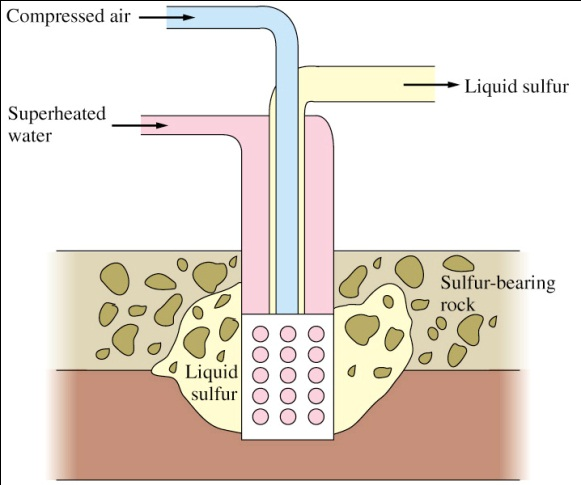 Compressed air
Liquid sulfur
Superheated
water
Sulfur-bearing
rock
Liquid
sulfur